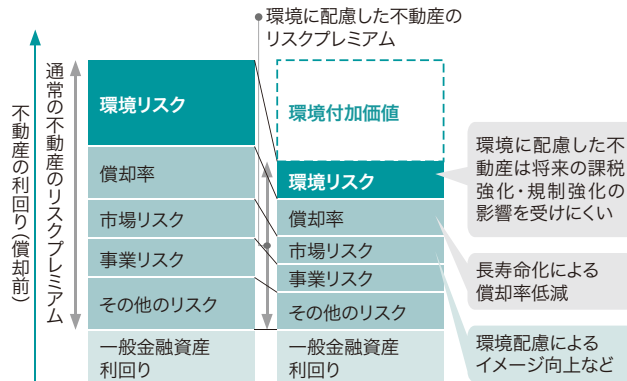 環境に配慮した不動産の
リスクプレミアム
不動産の利回り(償却前)
通常の不動産のリスクプレミアム
環境リスク
償却率
市場リスク
事業リスク
その他のリスク
一般金融資産
利回り
環境付加価値
環境リスク
償却率
市場リスク
事業リスク
その他のリスク
一般金融資産
利回り
環境に配慮した不
動産は将来の課税
強化・規制強化の
影響を受けにくい
長寿命化による
償却率低減
環境配慮による
イメージ向上など